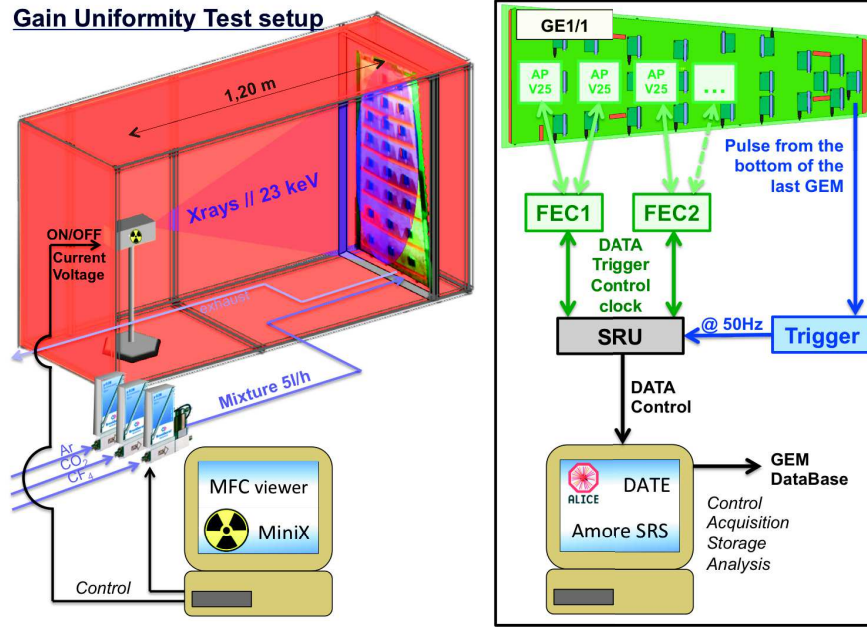 Gain Uniformity Test setup
1,20 m
Xrays // 23 keV
ON/OFF
Current
Voltage
exhaust
Mixture 5l/h
Ar
CO2
CF4
MFC viewer
MiniX
Control
GE1/1
AP
V25
AP
V25
AP
V25
...
Pulse from the
bottom of the
last GEM
FEC1
FEC2
DATA
Trigger
Control
clock
SRU
@ 50Hz
Trigger
DATA
Control
ALICE
DATE
Amore SRS
GEM
DataBase
Control
Acquisition
Storage
Analysis